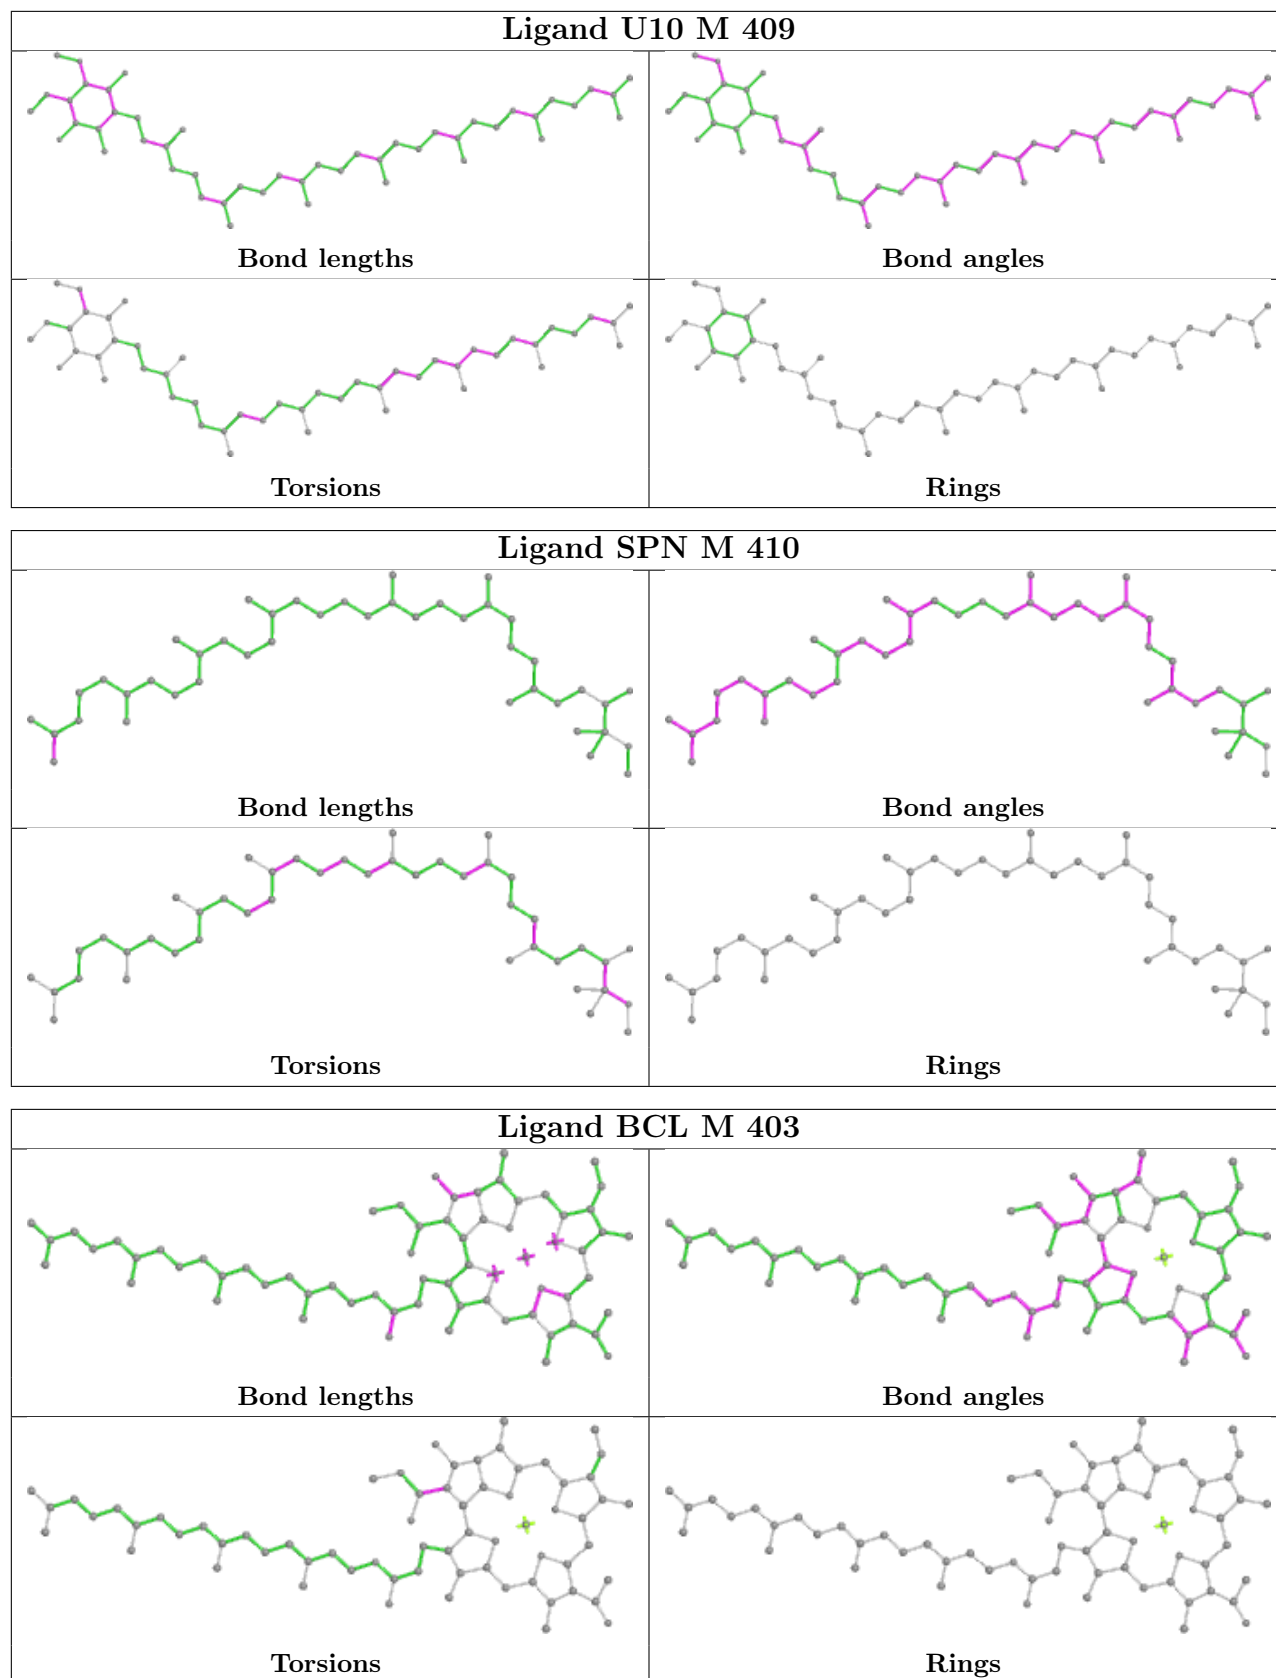 Ligand U10 M 409
Bond lengths
Bond angles
Torsions
Rings
Ligand SPN M 410
Bond lengths
Bond angles
Torsions
Rings
Ligand BCL M 403
Bond lengths
Bond angles
Torsions
Rings